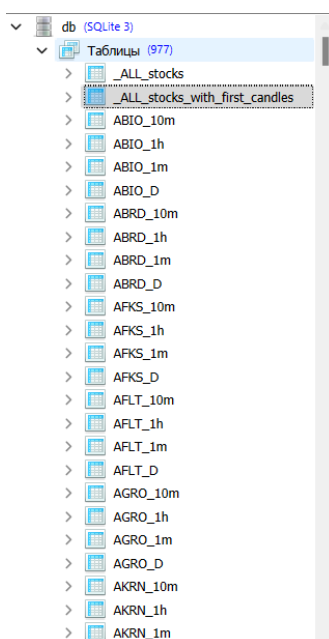 db (SQLite 3)
Таблицы (977)
_ALL_stocks
_ALL_stocks_with_first_candles
ABIO_10m
ABIO_1h
ABIO_1m
ABIO_D
ABRD_10m
ABRD_1h
ABRD_1m
ABRD_D
AFKS_10m
AFKS_1h
AFKS_1m
AFKS_D
AFLT_10m
AFLT_1h
AFLT_1m
AFLT_D
AGRO_10m
AGRO_1h
AGRO_1m
AGRO_D
AKRN_10m
AKRN_1h
AKRN_1m